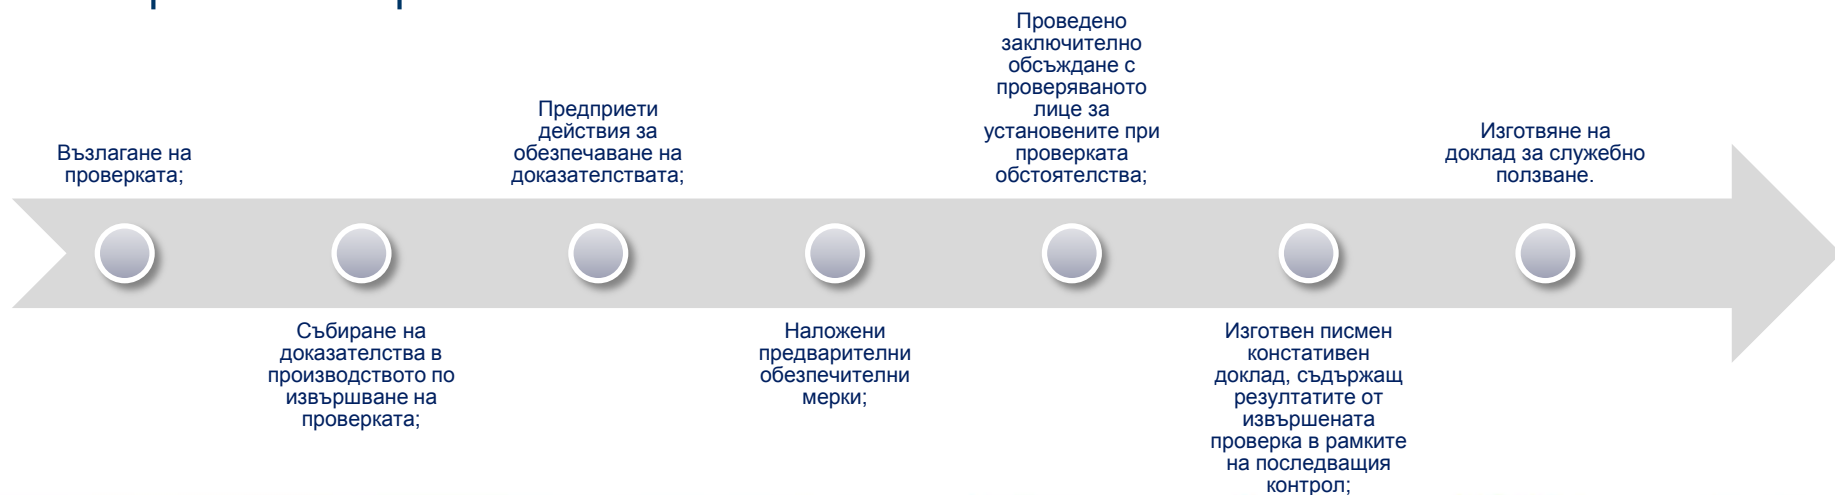 Възлагане на
проверката;
Събиране на
доказателства в
производството по
извършване на
проверката;
Предприети
действия за
обезпечаване на
доказателствата;
Наложени
предварителни
обезпечителни
мерки;
Проведено
заключително
обсъждане с
проверяваното
лице за
установените при
проверката
обстоятелства;
Изготвен писмен
констативен
доклад, съдържащ
резултатите от
извършената
проверка в рамките
на последващия
контрол;
Изготвяне на
доклад за служебно
ползване.